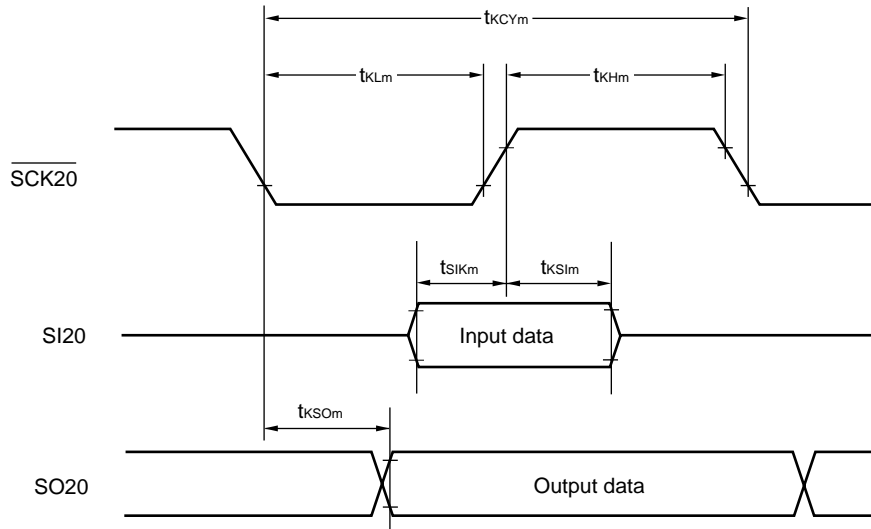 tKCYm
tKLm
tKHm
SCK20
tSIKm
tKSIm
SI20
Input data
tKSOm
SO20
Output data